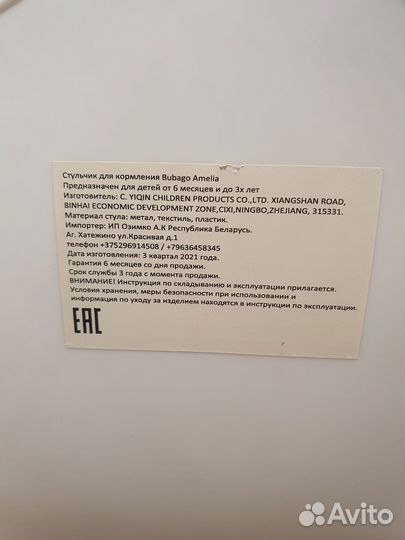 Стульчик для кормления Bubago Amelia
Предназначен для детей от 6 месяцев и до 3х лет
Изготовитель: C. YIQIN CHILDREN PRODUCTS CO.,LTD. XIANGSHAN ROAD,
BINHAI ECONOMIC DEVELOPMENT ZONE,CIXI,NINGBO,ZHEJIANG, 315331.
Материал стула: метал, текстиль, пластик.
Импортер: ИП Озимко А.К Республика Беларусь.
Аг. Хатежино ул.Красивая д.1
телефон +375296914508 / +79636458345
Дата изготовления: 3 квартал 2021 года.
Гарантия 6 месяцев со дня продажи.
Срок службы 3 года с момента продажи.
ВНИМАНИЕ! Инструкция по складыванию и эксплуатации прилагается.
Условия хранения, меры безопасности при использовании и
информация по уходу за изделием находятся в инструкции по эксплуатации.
EAC
Avito